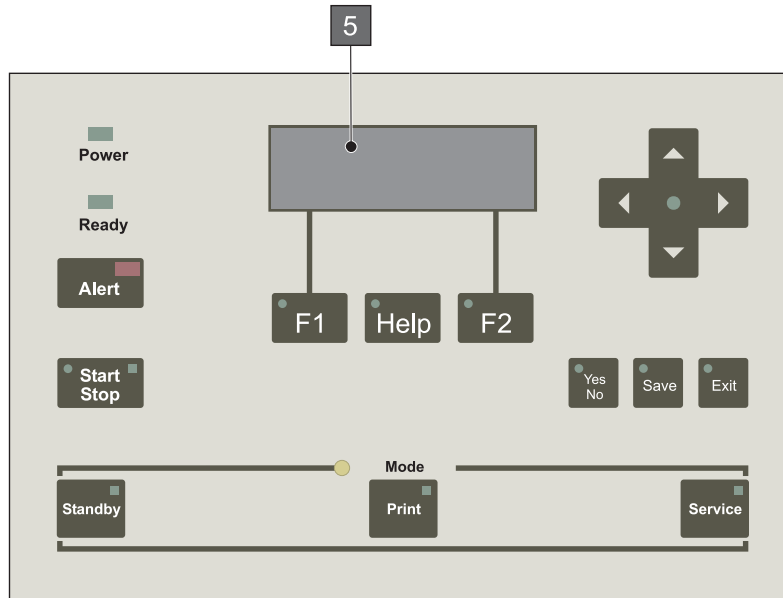 5
Power
Ready
Alert
F1
Help
F2
Start
Stop
Yes
No
Save
Exit
Mode
Standby
Print
Service